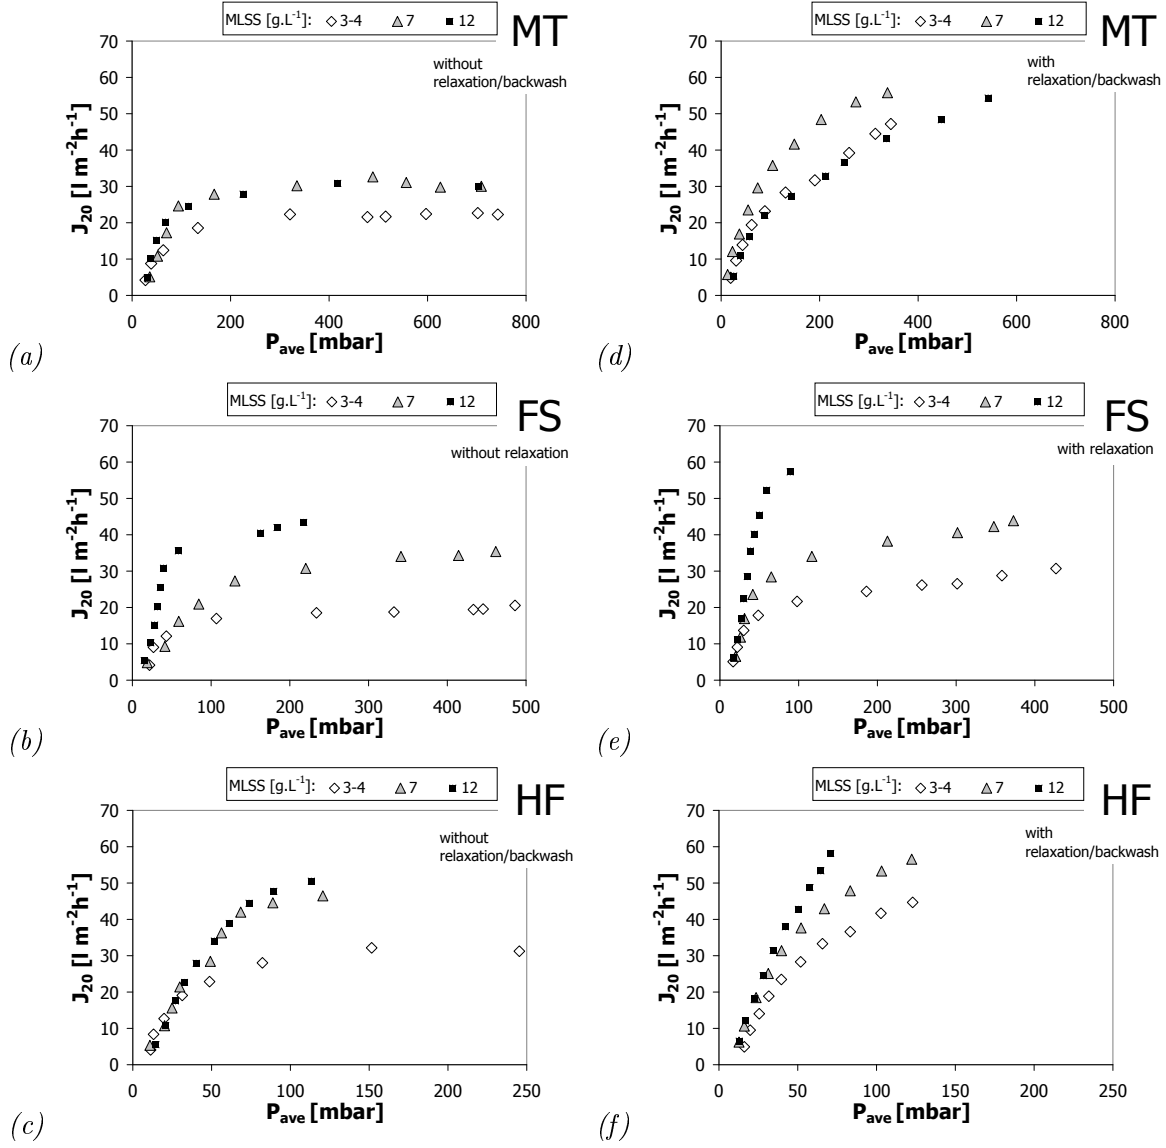 MLSS [g.L-1]: 3-4 7 12
MT
without
relaxation/backwash
J20 [l m-2h-1]
70
60
50
40
30
20
10
0
0 200 400 600 800
Pave [mbar]
(a)
MLSS [g.L-1]: 3-4 7 12
MT
with
relaxation/backwash
J20 [l m-2h-1]
70
60
50
40
30
20
10
0
0 200 400 600 800
Pave [mbar]
(d)
MLSS [g.L-1]: 3-4 7 12
FS
without relaxation
J20 [l m-2h-1]
70
60
50
40
30
20
10
0
0 100 200 300 400 500
Pave [mbar]
(b)
MLSS [g.L-1]: 3-4 7 12
FS
with relaxation
J20 [l m-2h-1]
70
60
50
40
30
20
10
0
0 100 200 300 400 500
Pave [mbar]
(e)
MLSS [g.L-1]: 3-4 7 12
HF
without
relaxation/backwash
J20 [l m-2h-1]
70
60
50
40
30
20
10
0
0 50 100 150 200 250
Pave [mbar]
(c)
MLSS [g.L-1]: 3-4 7 12
HF
with
relaxation/backwash
J20 [l m-2h-1]
70
60
50
40
30
20
10
0
0 50 100 150 200 250
Pave [mbar]
(f)